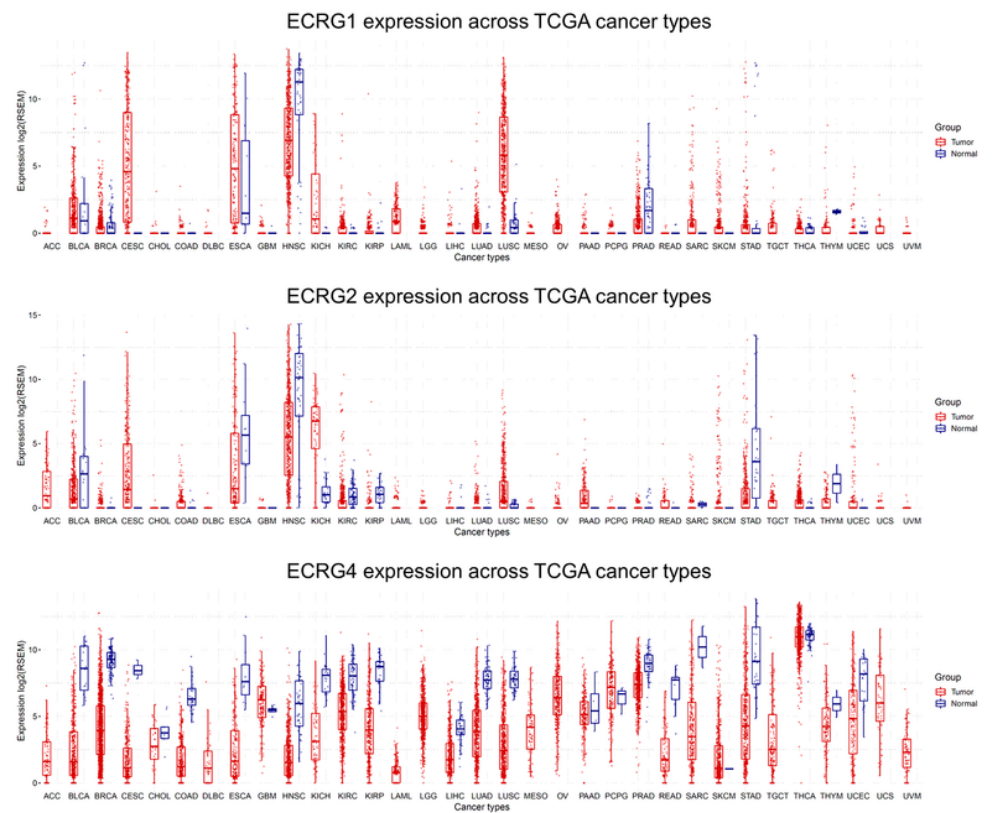 ECRG1 expression across TCGA cancer types
Expression log2(RSEM)
10
5
0
ACC BLCA BRCA CESC CHOL COAD DLBC ESCA GBM HNSC KICH KIRC KIRP LAML LGG LIHC LUAD LUSC MESO OV PAAD PCPG PRAD READ SARC SKCM STAD TGCT THCA THYM UCEC UCS UVM
Cancer types
Group
Tumor
Normal
ECRG2 expression across TCGA cancer types
Expression log2(RSEM)
15
10
5
0
ACC BLCA BRCA CESC CHOL COAD DLBC ESCA GBM HNSC KICH KIRC KIRP LAML LGG LIHC LUAD LUSC MESO OV PAAD PCPG PRAD READ SARC SKCM STAD TGCT THCA THYM UCEC UCS UVM
Cancer types
Group
Tumor
Normal
ECRG4 expression across TCGA cancer types
Expression log2(RSEM)
10
5
0
ACC BLCA BRCA CESC CHOL COAD DLBC ESCA GBM HNSC KICH KIRC KIRP LAML LGG LIHC LUAD LUSC MESO OV PAAD PCPG PRAD READ SARC SKCM STAD TGCT THCA THYM UCEC UCS UVM
Cancer types
Group
Tumor
Normal